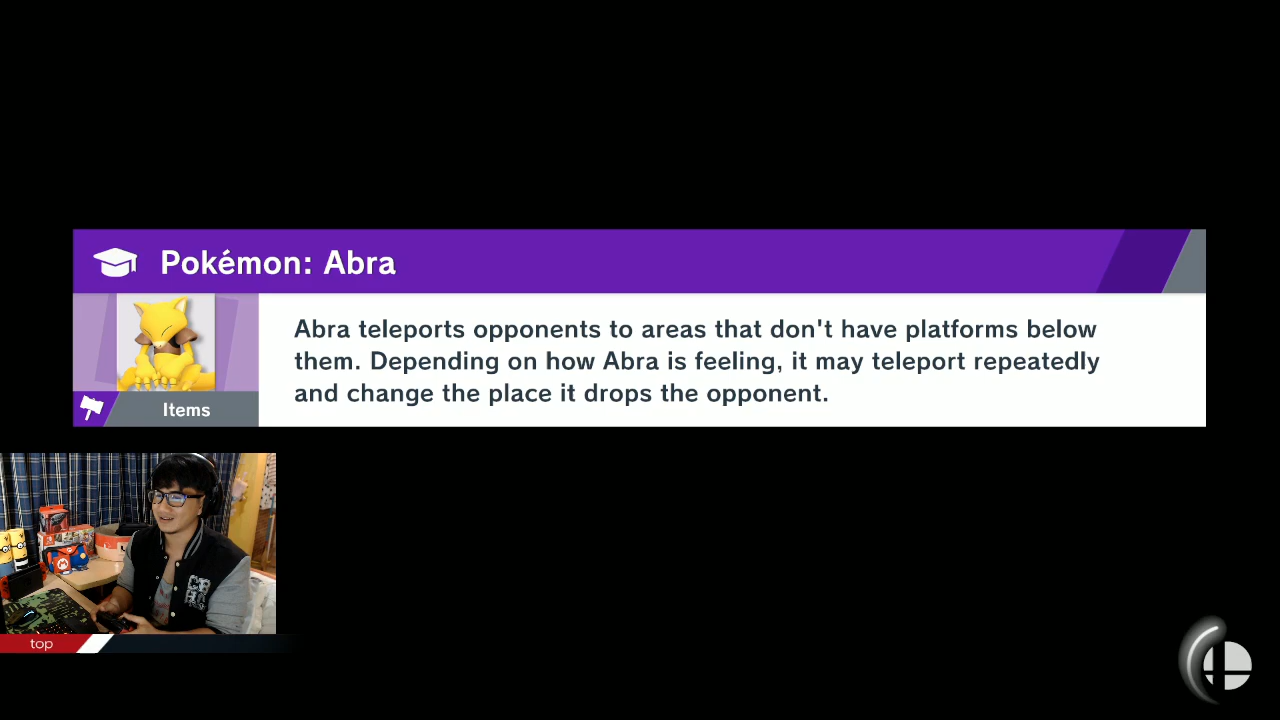 Pokémon: Abra
Abra teleports opponents to areas that don't have platforms below
them. Depending on how Abra is feeling, it may teleport repeatedly
and change the place it drops the opponent.
Items
top